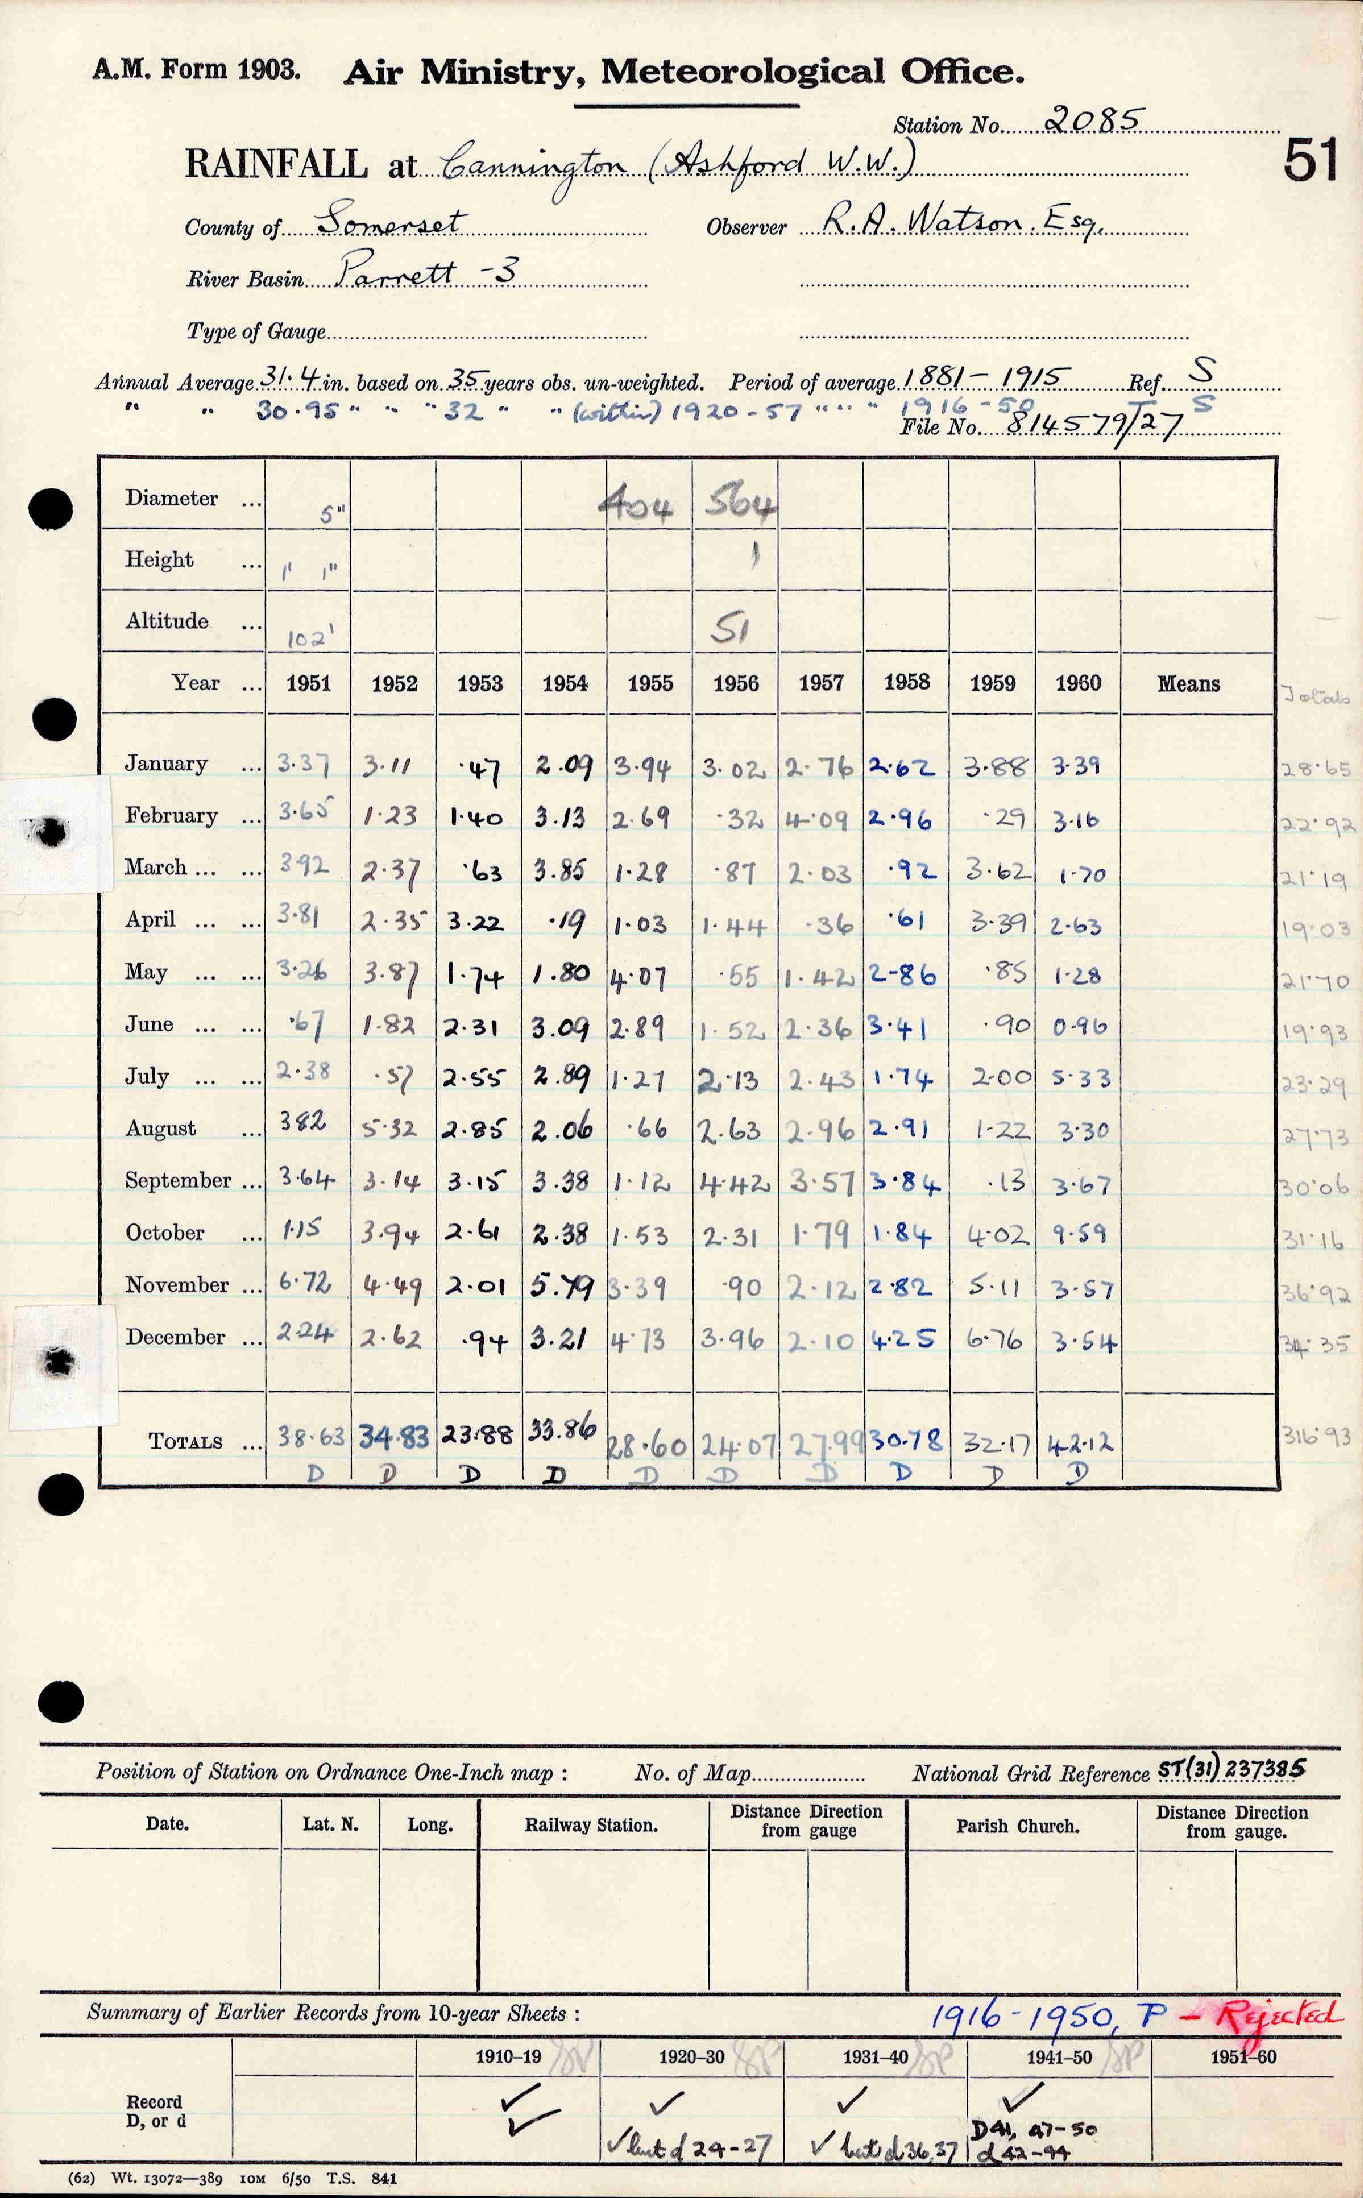 A.M. Form 1903. Air Ministry, Meteorological Office.
Station No. 2085
51
RAINFALL at Cannington (Ashford W.W.)
County of Somerset Observer R.A. Watson. Esq.
River Basin Parrett -3
Type of Gauge
Annual Average 31.4 in. based on 35 years obs. un-weighted. Period of average 1881-1915 Ref. S
" " 30.95 " " " 32 " " (within) 1920-57 " " " 1916-50 S
File No. 814579/T27
Diameter ... 5" 404 564
Height ... 1' 1" 1
Altitude ... 102' 51
Year ... 1951 1952 1953 1954 1955 1956 1957 1958 1959 1960 Means Totals
January ... 3.37 3.11 .47 2.09 3.94 3.02 2.76 2.62 3.88 3.39 28.65
February ... 3.65 1.23 1.40 3.13 2.69 .32 4.09 2.96 .29 3.16 22.92
March ... ... 3.92 2.37 .63 3.85 1.28 .87 2.03 .92 3.62 1.70 21.19
April ... ... 3.81 2.35 3.22 .19 1.03 1.44 .36 .61 3.39 2.63 19.03
May ... ... 3.26 3.87 1.74 1.80 4.07 .55 1.42 2.86 .85 1.28 21.70
June ... ... .67 1.82 2.31 3.09 2.89 1.52 2.36 3.41 .90 0.96 19.93
July ... ... 2.38 .57 2.55 2.89 1.27 2.13 2.43 1.74 2.00 5.33 23.29
August ... 3.82 5.32 2.85 2.06 .66 2.63 2.96 2.91 1.22 3.30 27.73
September ... 3.64 3.14 3.15 3.38 1.12 4.42 3.57 3.84 .13 3.67 30.06
October ... 1.15 3.94 2.61 2.38 1.53 2.31 1.79 1.84 4.02 9.59 31.16
November ... 6.72 4.49 2.01 5.79 3.39 .90 2.12 2.82 5.11 3.57 36.92
December ... 2.24 2.62 .94 3.21 4.73 3.96 2.10 4.25 6.76 3.54 34.35
TOTALS ... 38.63 34.83 23.88 33.86 28.60 24.07 27.99 30.78 32.17 42.12 316.93
D D D D D D D D D D
Position of Station on Ordnance One-Inch map : No. of Map National Grid Reference ST(31)237385
Date. Lat. N. Long. Railway Station. Distance Direction from gauge Parish Church. Distance Direction from gauge.
Summary of Earlier Records from 10-year Sheets : 1916-1950, P - Rejected
1910–19 1920–30 1931–40 1941–50 1951–60
Record ✓ ✓ ✓ ✓
D, or d ✓ ✓ but d 24-27 ✓ but d 36,37 D41, 47-50
d 42-44
(62) Wt. 13072—389 10M 6/50 T.S. 841